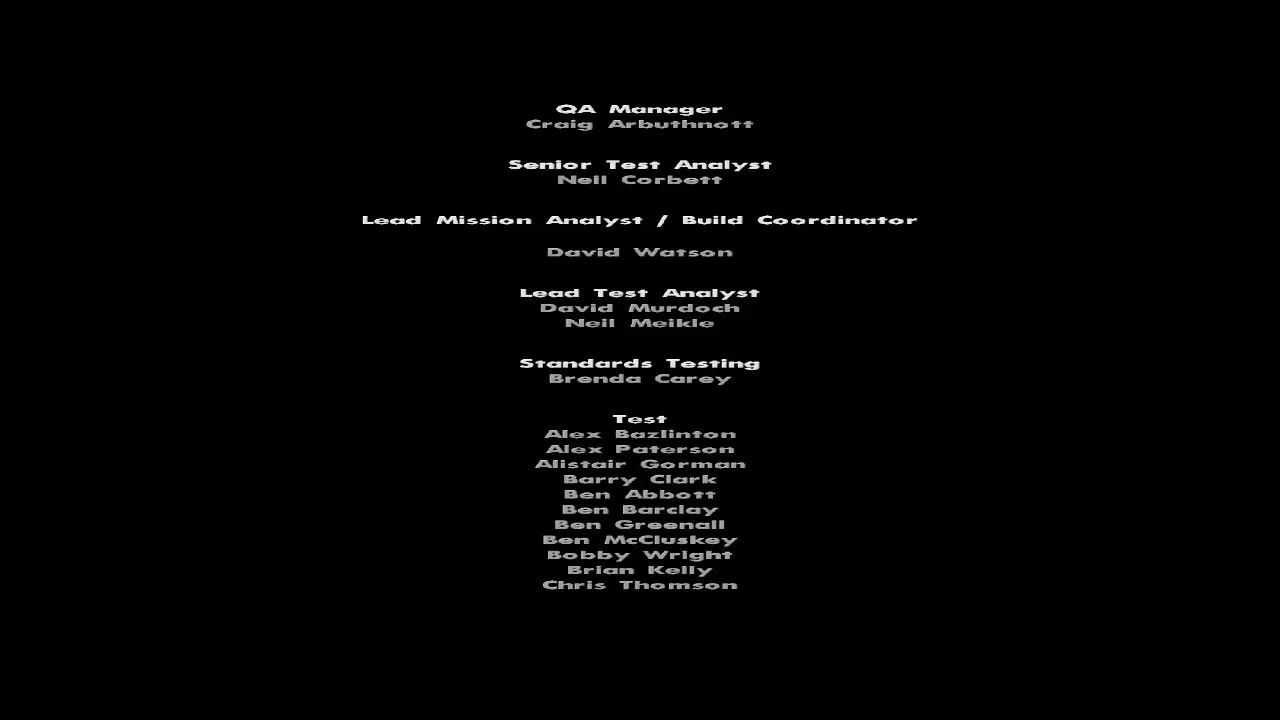 QA Manager
Craig Arbuthnott
Senior Test Analyst
Neil Corbett
Lead Mission Analyst / Build Coordinator
David Watson
Lead Test Analyst
David Murdoch
Neil Meikle
Standards Testing
Brenda Carey
Test
Alex Bazlinton
Alex Paterson
Alistair Gorman
Barry Clark
Ben Abbott
Ben Barclay
Ben Greenall
Ben McCluskey
Bobby Wright
Brian Kelly
Chris Thomson